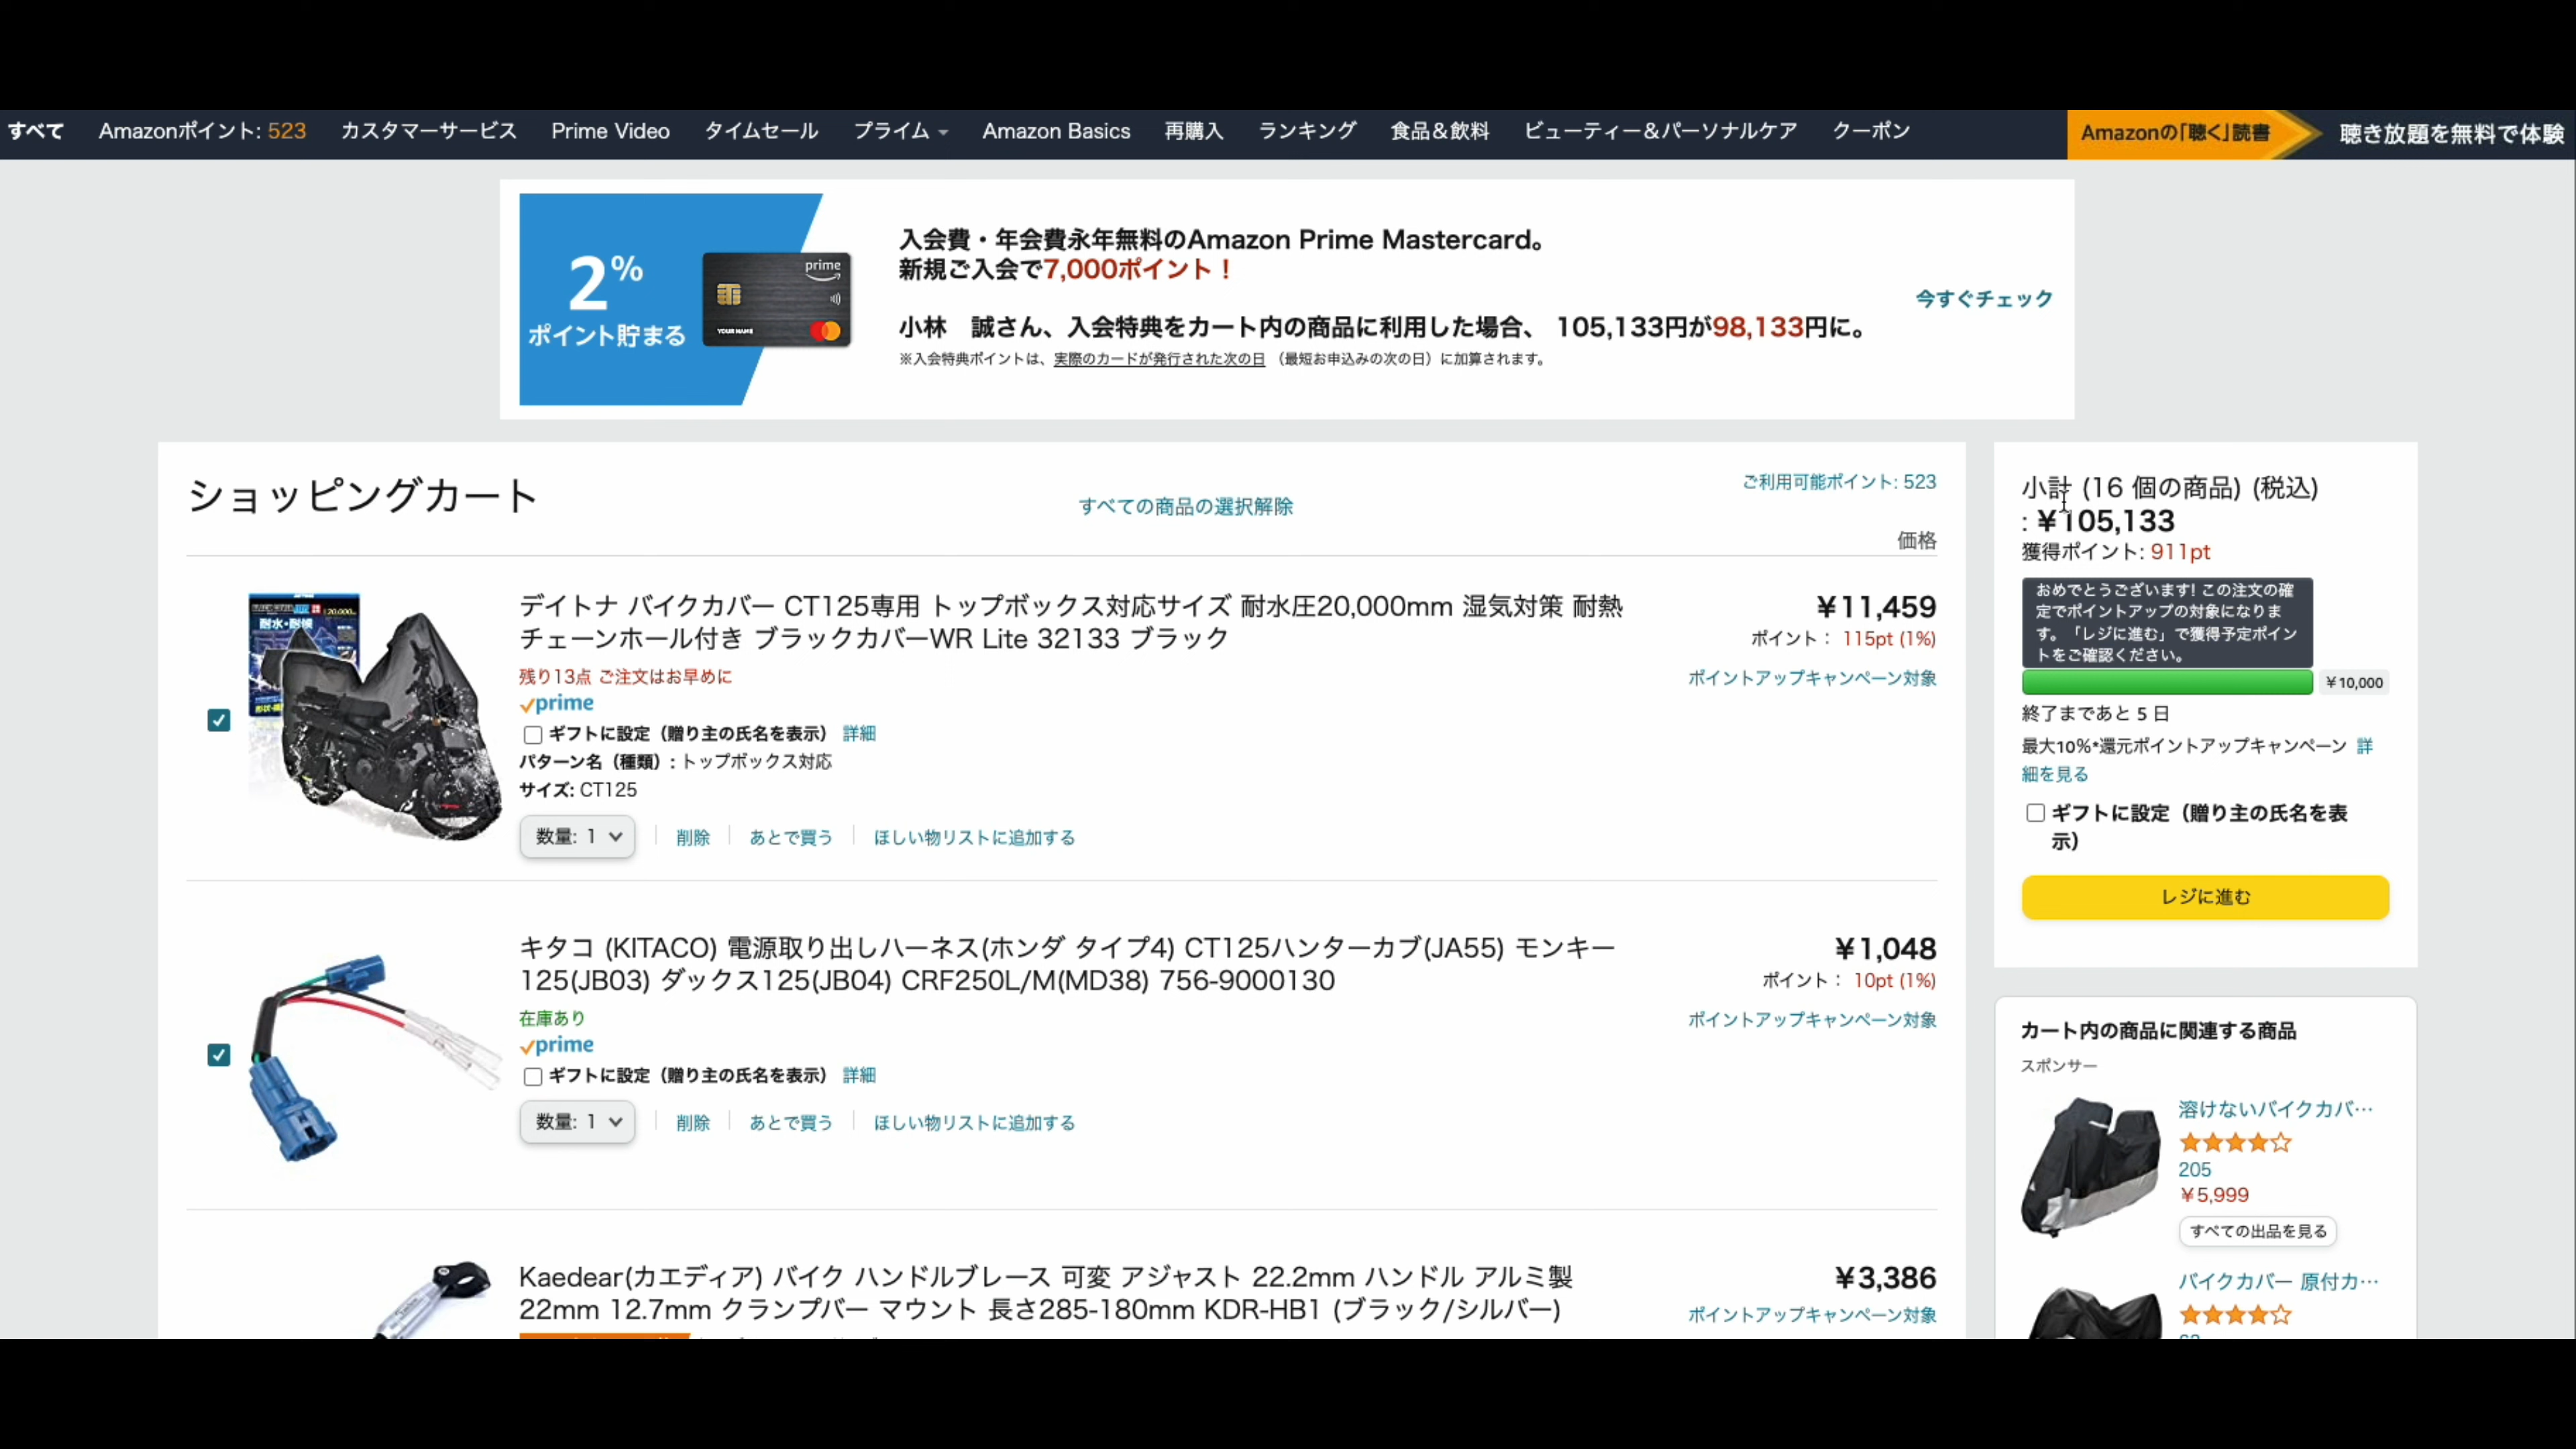 すべて Amazonポイント: 523 カスタマーサービス Prime Video タイムセール プライム Amazon Basics 再購入 ランキング 食品＆飲料 ビューティー＆パーソナルケア クーポン Amazonの｢聴く｣読書 聴き放題を無料で体験
2%
ポイント貯まる
prime
YOUR NAME
入会費・年会費永年無料のAmazon Prime Mastercard。
新規ご入会で7,000ポイント！
小林　誠さん、入会特典をカート内の商品に利用した場合、 105,133円が98,133円に。
※入会特典ポイントは、実際のカードが発行された次の日 （最短お申込みの次の日）に加算されます。
今すぐチェック
ショッピングカート
すべての商品の選択解除
ご利用可能ポイント: 523
価格
デイトナ バイクカバー CT125専用 トップボックス対応サイズ 耐水圧20,000mm 湿気対策 耐熱
チェーンホール付き ブラックカバーWR Lite 32133 ブラック
残り13点 ご注文はお早めに
prime
ギフトに設定（贈り主の氏名を表示） 詳細
パターン名（種類）: トップボックス対応
サイズ: CT125
数量: 1 削除 あとで買う ほしい物リストに追加する
￥11,459
ポイント： 115pt (1%)
ポイントアップキャンペーン対象
キタコ (KITACO) 電源取り出しハーネス(ホンダ タイプ4) CT125ハンターカブ(JA55) モンキー
125(JB03) ダックス125(JB04) CRF250L/M(MD38) 756-9000130
在庫あり
prime
ギフトに設定（贈り主の氏名を表示） 詳細
数量: 1 削除 あとで買う ほしい物リストに追加する
￥1,048
ポイント： 10pt (1%)
ポイントアップキャンペーン対象
Kaedear(カエディア) バイク ハンドルブレース 可変 アジャスト 22.2mm ハンドル アルミ製
22mm 12.7mm クランプバー マウント 長さ285-180mm KDR-HB1 (ブラック/シルバー)
￥3,386
ポイントアップキャンペーン対象
小計 (16 個の商品) (税込)
: ￥105,133
獲得ポイント: 911pt
おめでとうございます! この注文の確
定でポイントアップの対象になりま
す。「レジに進む」で獲得予定ポイン
トをご確認ください。
￥10,000
終了まであと 5 日
最大10%*還元ポイントアップキャンペーン 詳
細を見る
ギフトに設定（贈り主の氏名を表
示）
レジに進む
カート内の商品に関連する商品
スポンサー
溶けないバイクカバ…
205
￥5,999
すべての出品を見る
バイクカバー 原付カ…